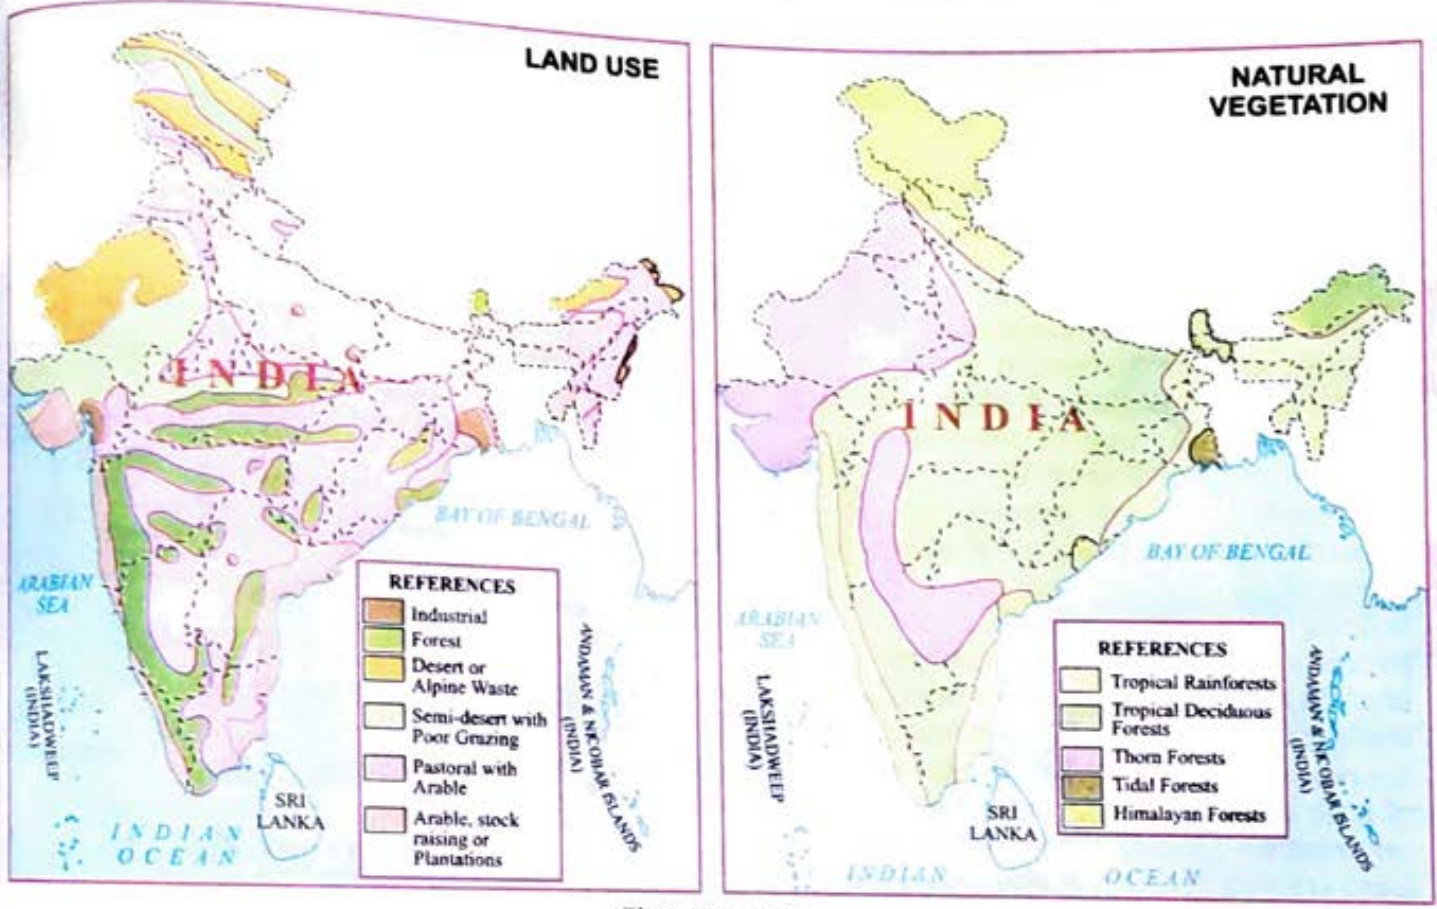 LAND USE
INDIA
ARABIAN
SEA
BAY OF BENGAL
LAKSHADWEEP
(INDIA)
ANDAMAN & NICOBAR ISLANDS
(INDIA)
SRI
LANKA
INDIAN
OCEAN
REFERENCES
Industrial
Forest
Desert or
Alpine Waste
Semi-desert with
Poor Grazing
Pastoral with
Arable
Arable, stock
raising or
Plantations
NATURAL
VEGETATION
INDIA
BAY OF BENGAL
ARABIAN
SEA
LAKSHADWEEP
(INDIA)
ANDAMAN & NICOBAR ISLANDS
(INDIA)
SRI
LANKA
INDIAN OCEAN
REFERENCES
Tropical Rainforests
Tropical Deciduous
Forests
Thorn Forests
Tidal Forests
Himalayan Forests